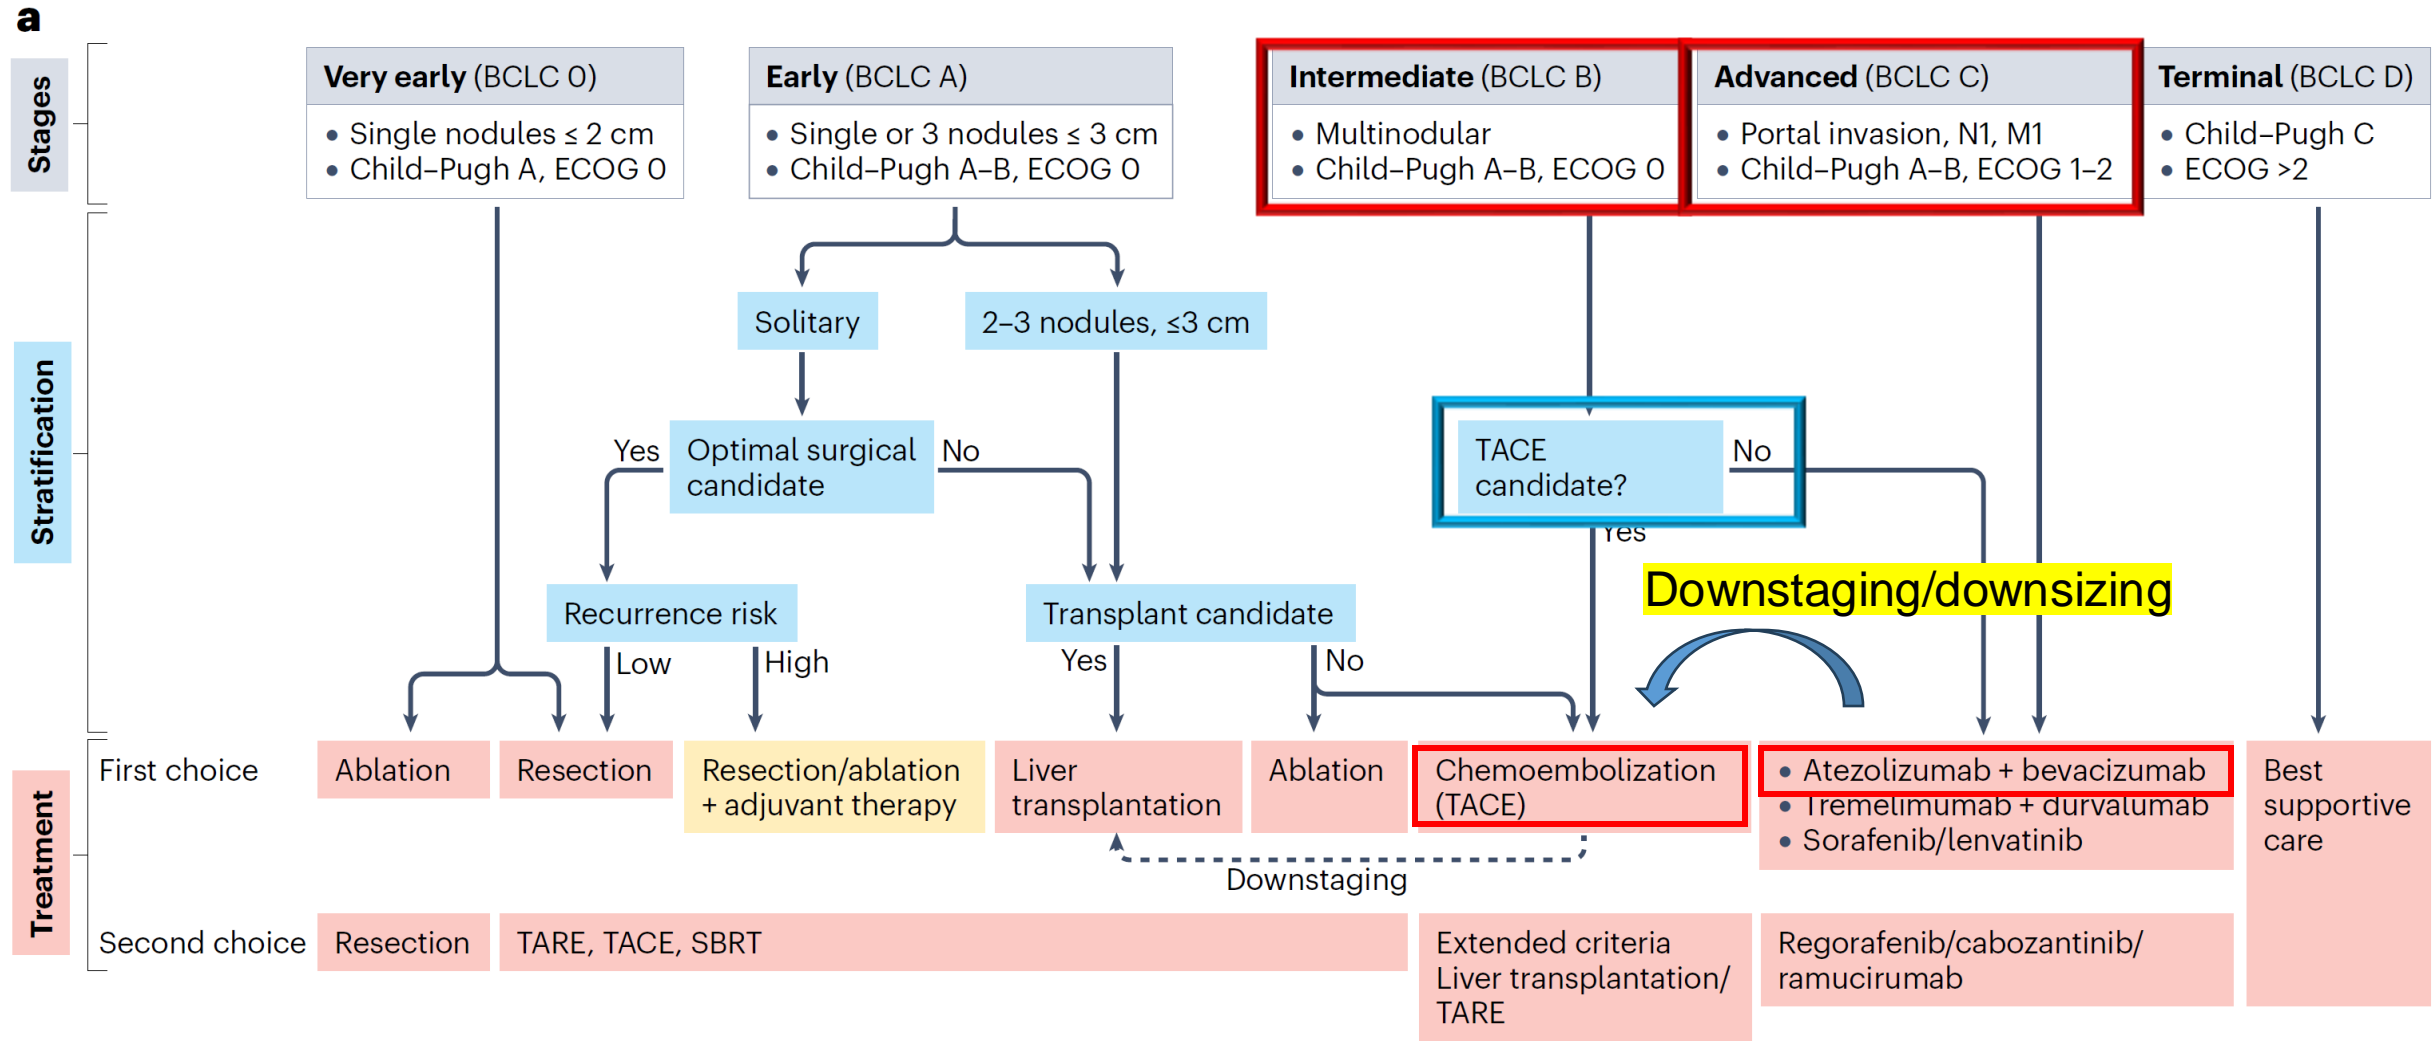 a
Stages
Very early (BCLC 0)
• Single nodules ≤ 2 cm
• Child–Pugh A, ECOG 0
Early (BCLC A)
• Single or 3 nodules ≤ 3 cm
• Child–Pugh A–B, ECOG 0
Intermediate (BCLC B)
• Multinodular
• Child–Pugh A–B, ECOG 0
Advanced (BCLC C)
• Portal invasion, N1, M1
• Child–Pugh A–B, ECOG 1–2
Terminal (BCLC D)
• Child–Pugh C
• ECOG >2
Stratification
Solitary
2–3 nodules, ≤3 cm
Yes
Optimal surgical
candidate
No
TACE
candidate?
No
Yes
Downstaging/downsizing
Recurrence risk
Low
High
Transplant candidate
Yes
No
Treatment
First choice
Ablation
Resection
Resection/ablation
+ adjuvant therapy
Liver
transplantation
Ablation
Chemoembolization
(TACE)
• Atezolizumab + bevacizumab
• Tremelimumab + durvalumab
• Sorafenib/lenvatinib
Best
supportive
care
Downstaging
Second choice
Resection
TARE, TACE, SBRT
Extended criteria
Liver transplantation/
TARE
Regorafenib/cabozantinib/
ramucirumab